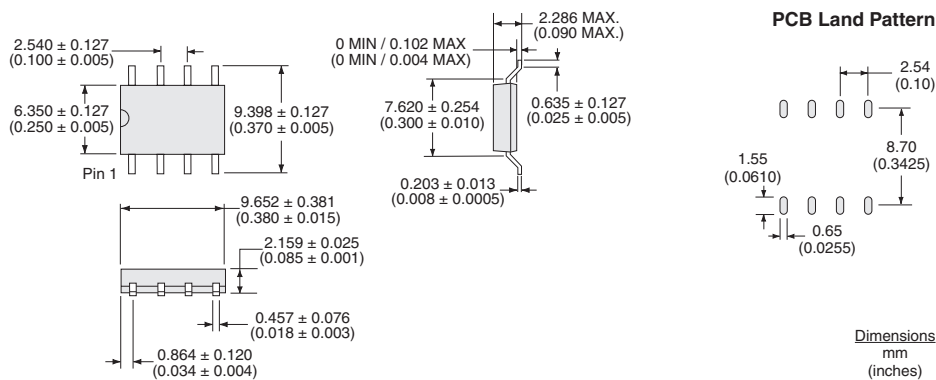 2.540 ± 0.127
(0.100 ± 0.005)
6.350 ± 0.127
(0.250 ± 0.005)
9.398 ± 0.127
(0.370 ± 0.005)
Pin 1
9.652 ± 0.381
(0.380 ± 0.015)
2.159 ± 0.025
(0.085 ± 0.001)
0.457 ± 0.076
(0.018 ± 0.003)
0.864 ± 0.120
(0.034 ± 0.004)
2.286 MAX.
(0.090 MAX.)
0 MIN / 0.102 MAX
(0 MIN / 0.004 MAX)
7.620 ± 0.254
(0.300 ± 0.010)
0.635 ± 0.127
(0.025 ± 0.005)
0.203 ± 0.013
(0.008 ± 0.0005)
PCB Land Pattern
2.54
(0.10)
8.70
(0.3425)
1.55
(0.0610)
0.65
(0.0255)
Dimensions
mm
(inches)